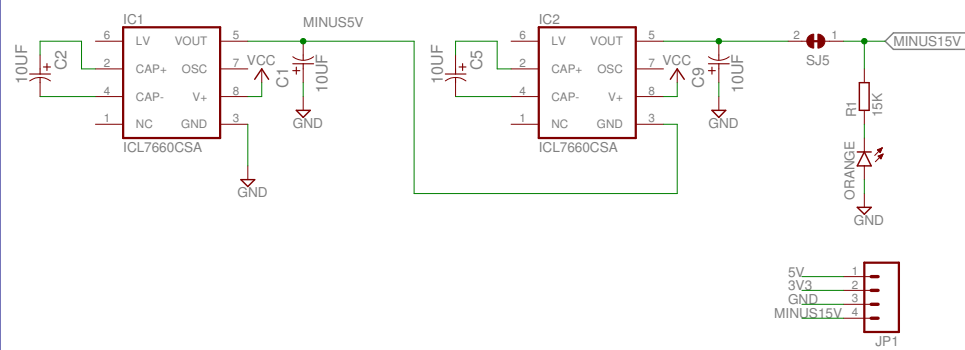 IC1
MINUS5V
6 LV VOUT 5
2 CAP+ OSC 7
4 CAP- V+ 8
1 NC GND 3
ICL7660CSA
10UF
+
C2
VCC
C1
+
10UF
GND
GND
IC2
6 LV VOUT 5
2 CAP+ OSC 7
4 CAP- V+ 8
1 NC GND 3
ICL7660CSA
10UF
+
C5
VCC
C9
+
10UF
GND
2 1
SJ5
MINUS15V
R1
15K
ORANGE
GND
5V 1
3V3 2
GND 3
MINUS15V 4
JP1